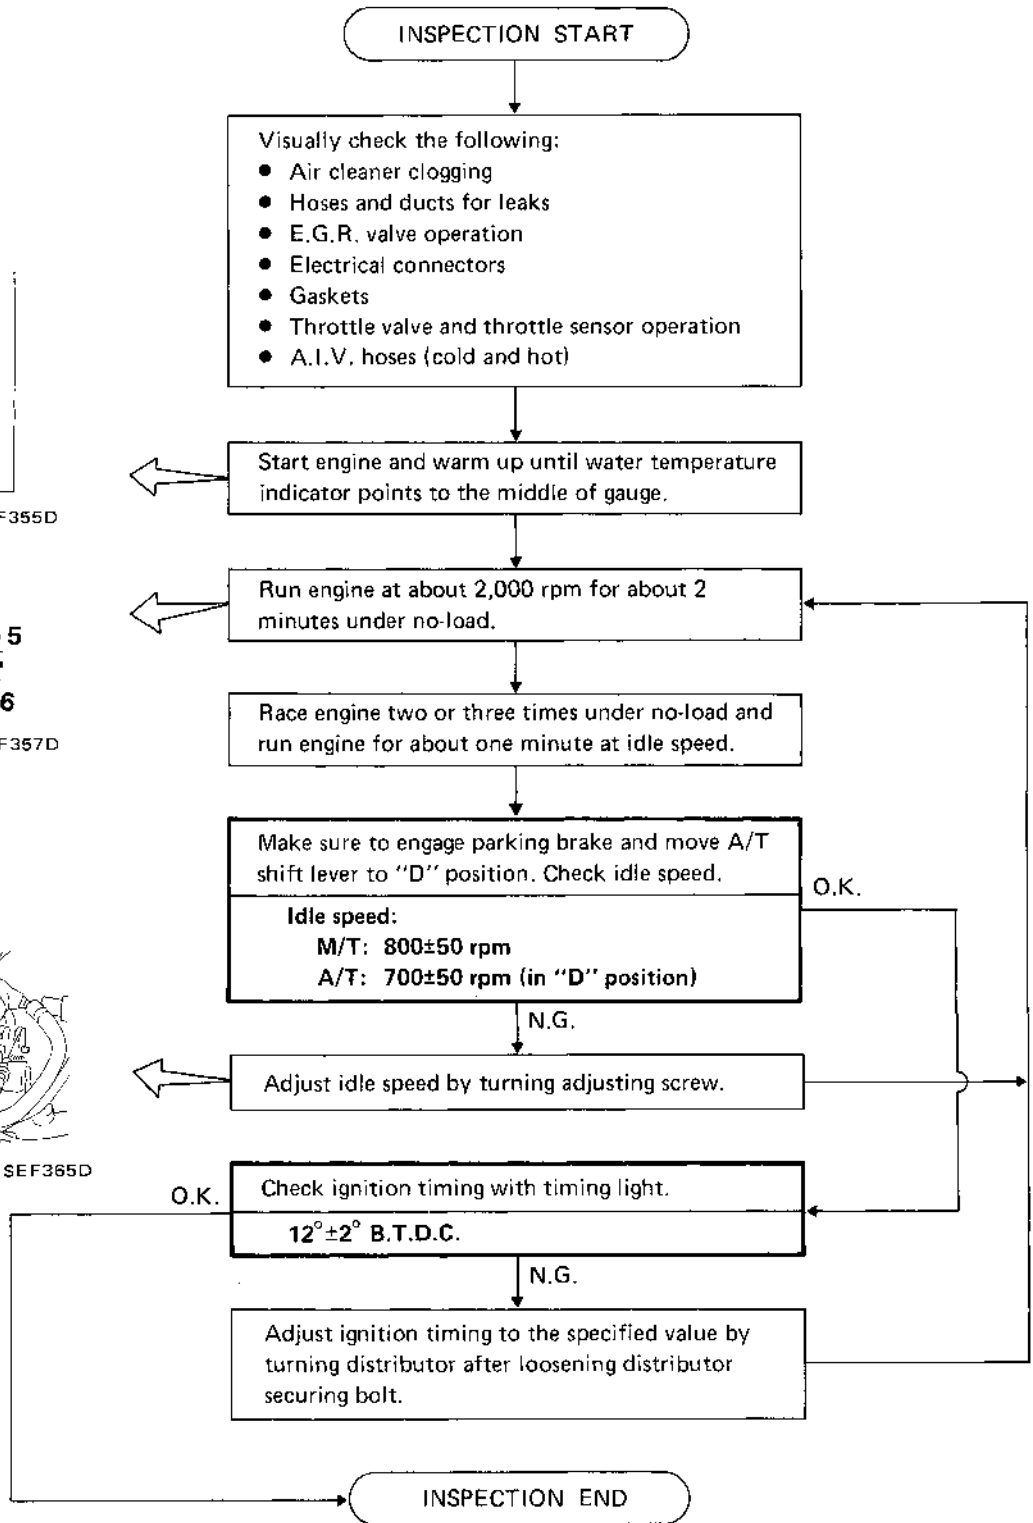 INSPECTION START
Visually check the following:
● Air cleaner clogging
● Hoses and ducts for leaks
● E.G.R. valve operation
● Electrical connectors
● Gaskets
● Throttle valve and throttle sensor operation
● A.I.V. hoses (cold and hot)
Start engine and warm up until water temperature
indicator points to the middle of gauge.
F355D
Run engine at about 2,000 rpm for about 2
minutes under no-load.
5
6
F357D
Race engine two or three times under no-load and
run engine for about one minute at idle speed.
Make sure to engage parking brake and move A/T
shift lever to "D" position. Check idle speed.
O.K.
Idle speed:
M/T: 800±50 rpm
A/T: 700±50 rpm (in "D" position)
N.G.
Adjust idle speed by turning adjusting screw.
SEF365D
O.K.
Check ignition timing with timing light.
12°±2° B.T.D.C.
N.G.
Adjust ignition timing to the specified value by
turning distributor after loosening distributor
securing bolt.
INSPECTION END